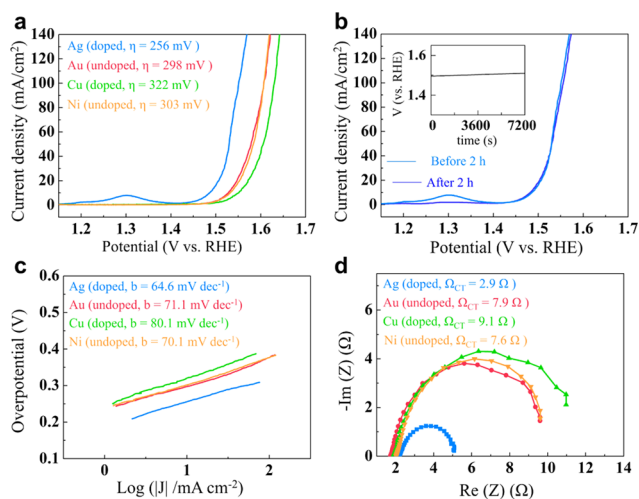 a
Ag (doped, η = 256 mV )
Au (undoped, η = 298 mV )
Cu (doped, η = 322 mV )
Ni (undoped, η = 303 mV )
Current density (mA/cm²)
140
120
100
80
60
40
20
0
1.2 1.3 1.4 1.5 1.6 1.7
Potential (V vs. RHE)
b
Current density (mA/cm²)
140
120
100
80
60
40
20
0
V (vs. RHE)
1.6
1.5
1.4
0 3600 7200
time (s)
Before 2 h
After 2 h
1.2 1.3 1.4 1.5 1.6 1.7
Potential (V vs. RHE)
c
Ag (doped, b = 64.6 mV dec⁻¹)
Au (undoped, b = 71.1 mV dec⁻¹)
Cu (doped, b = 80.1 mV dec⁻¹)
Ni (undoped, b = 70.1 mV dec⁻¹)
Overpotential (V)
0.6
0.5
0.4
0.3
0.2
0.1
0 1 2
Log (|J| /mA cm⁻²)
d
Ag (doped, Ω_CT = 2.9 Ω )
Au (undoped, Ω_CT = 7.9 Ω )
Cu (doped, Ω_CT = 9.1 Ω )
Ni (undoped, Ω_CT = 7.6 Ω )
-Im (Z) (Ω)
8
6
4
2
0
0 2 4 6 8 10 12 14
Re (Z) (Ω)